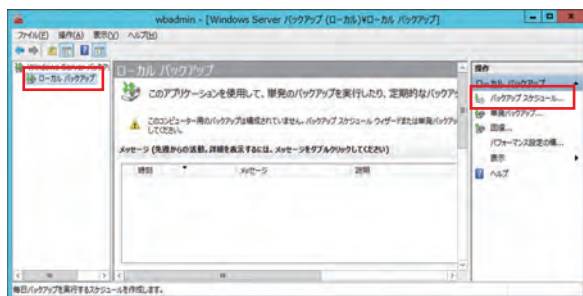 wbadmin - [Windows Server バックアップ (ローカル)¥ローカル バックアップ]
ファイル(F) 操作(A) 表示(V) ヘルプ(H)
Windows Server バックア
ローカル バックアップ
ローカル バックアップ
このアプリケーションを使用して、単発のバックアップを実行したり、定期的なバックアッ
このコンピューター用のバックアップは構成されていません。バックアップ スケジュール ウィザードまたは単発バックアッ
してください。
メッセージ (先週からの活動。詳細を表示するには、メッセージをダブルクリックしてください)
時刻 メッセージ 説明
操作
ローカル バックアップ
バックアップ スケジュール...
単発バックアップ...
回復...
パフォーマンス設定の構...
表示
ヘルプ
毎日バックアップを実行するスケジュールを作成します。